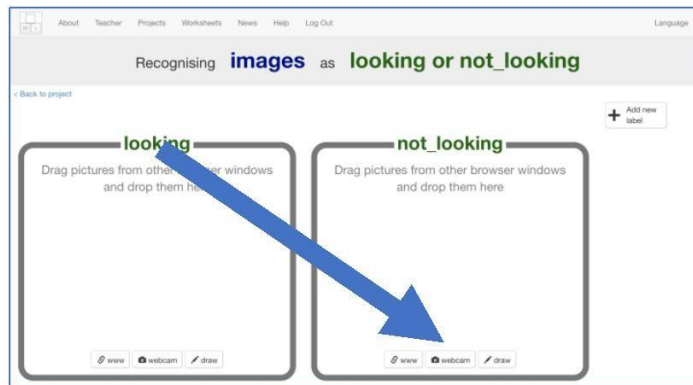 About Teacher Projects Worksheets News Help Log Out Language
Recognising images as looking or not_looking
< Back to project
Add new
label
looking
Drag pictures from other browser windows
and drop them here
www webcam draw
not_looking
Drag pictures from other browser windows
and drop them here
www webcam draw